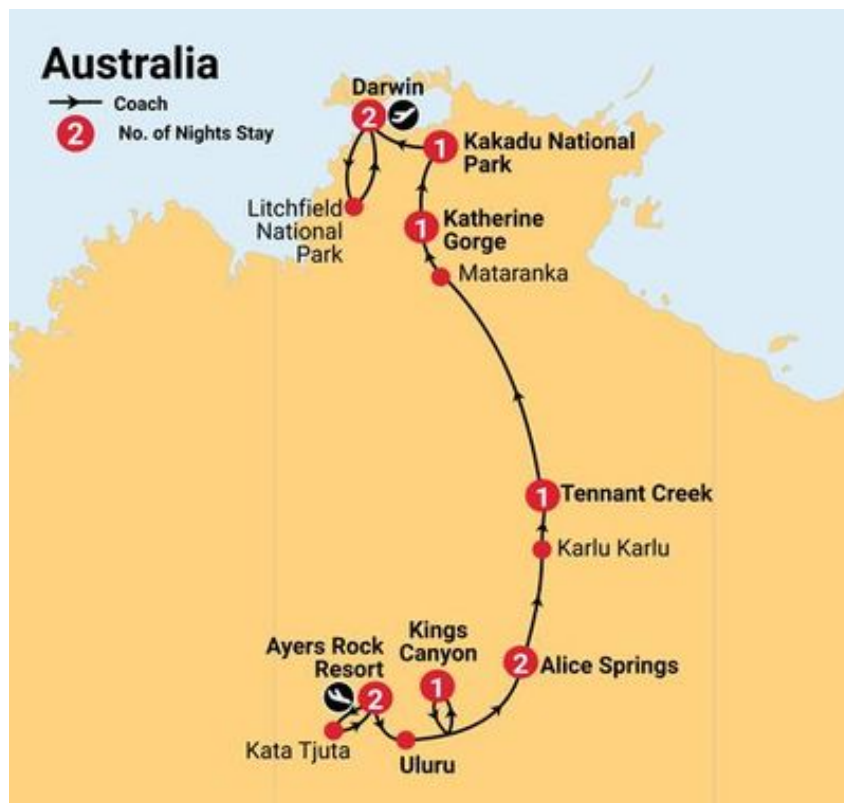 Australia
Coach
2 No. of Nights Stay
Darwin
2
1 Kakadu National
Park
Litchfield
National
Park
1 Katherine
Gorge
Mataranka
1 Tennant Creek
Karlu Karlu
Kings
Canyon
1
Ayers Rock
Resort
2
2 Alice Springs
Kata Tjuta
Uluru